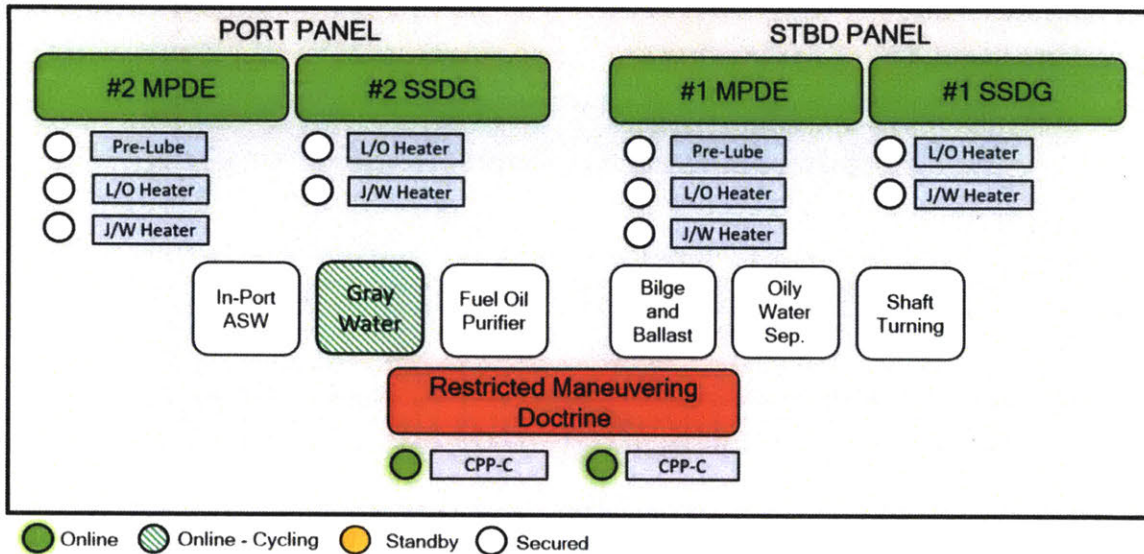 PORT PANEL
STBD PANEL
#2 MPDE
#2 SSDG
#1 MPDE
#1 SSDG
Pre-Lube
L/O Heater
J/W Heater
L/O Heater
J/W Heater
Pre-Lube
L/O Heater
J/W Heater
L/O Heater
J/W Heater
In-Port
ASW
Gray
Water
Fuel Oil
Purifier
Bilge
and
Ballast
Oily
Water
Sep.
Shaft
Turning
Restricted Maneuvering
Doctrine
CPP-C
CPP-C
Online
Online - Cycling
Standby
Secured